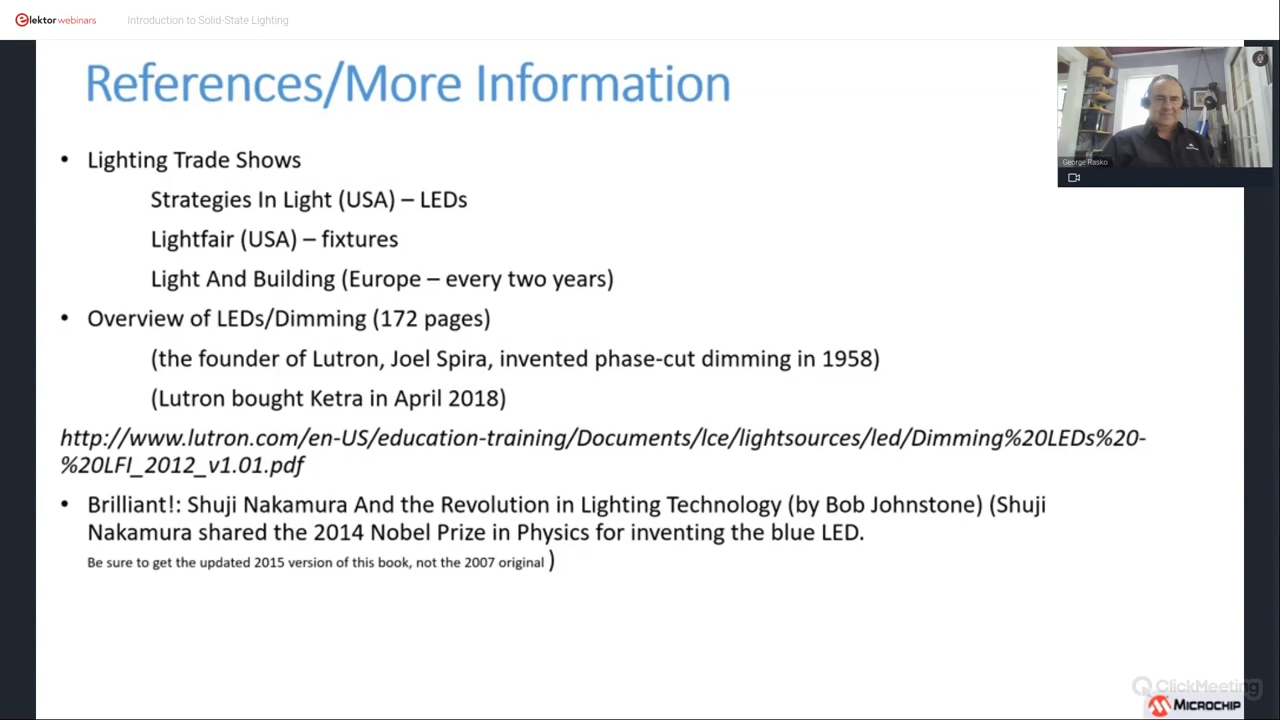 elektor webinars
Introduction to Solid-State Lighting
References/More Information
George Rasko
• Lighting Trade Shows
Strategies In Light (USA) – LEDs
Lightfair (USA) – fixtures
Light And Building (Europe – every two years)
• Overview of LEDs/Dimming (172 pages)
(the founder of Lutron, Joel Spira, invented phase-cut dimming in 1958)
(Lutron bought Ketra in April 2018)
http://www.lutron.com/en-US/education-training/Documents/lce/lightsources/led/Dimming%20LEDs%20-
%20LFI_2012_v1.01.pdf
• Brilliant!: Shuji Nakamura And the Revolution in Lighting Technology (by Bob Johnstone) (Shuji
Nakamura shared the 2014 Nobel Prize in Physics for inventing the blue LED.
Be sure to get the updated 2015 version of this book, not the 2007 original )
ClickMeeting
MICROCHIP